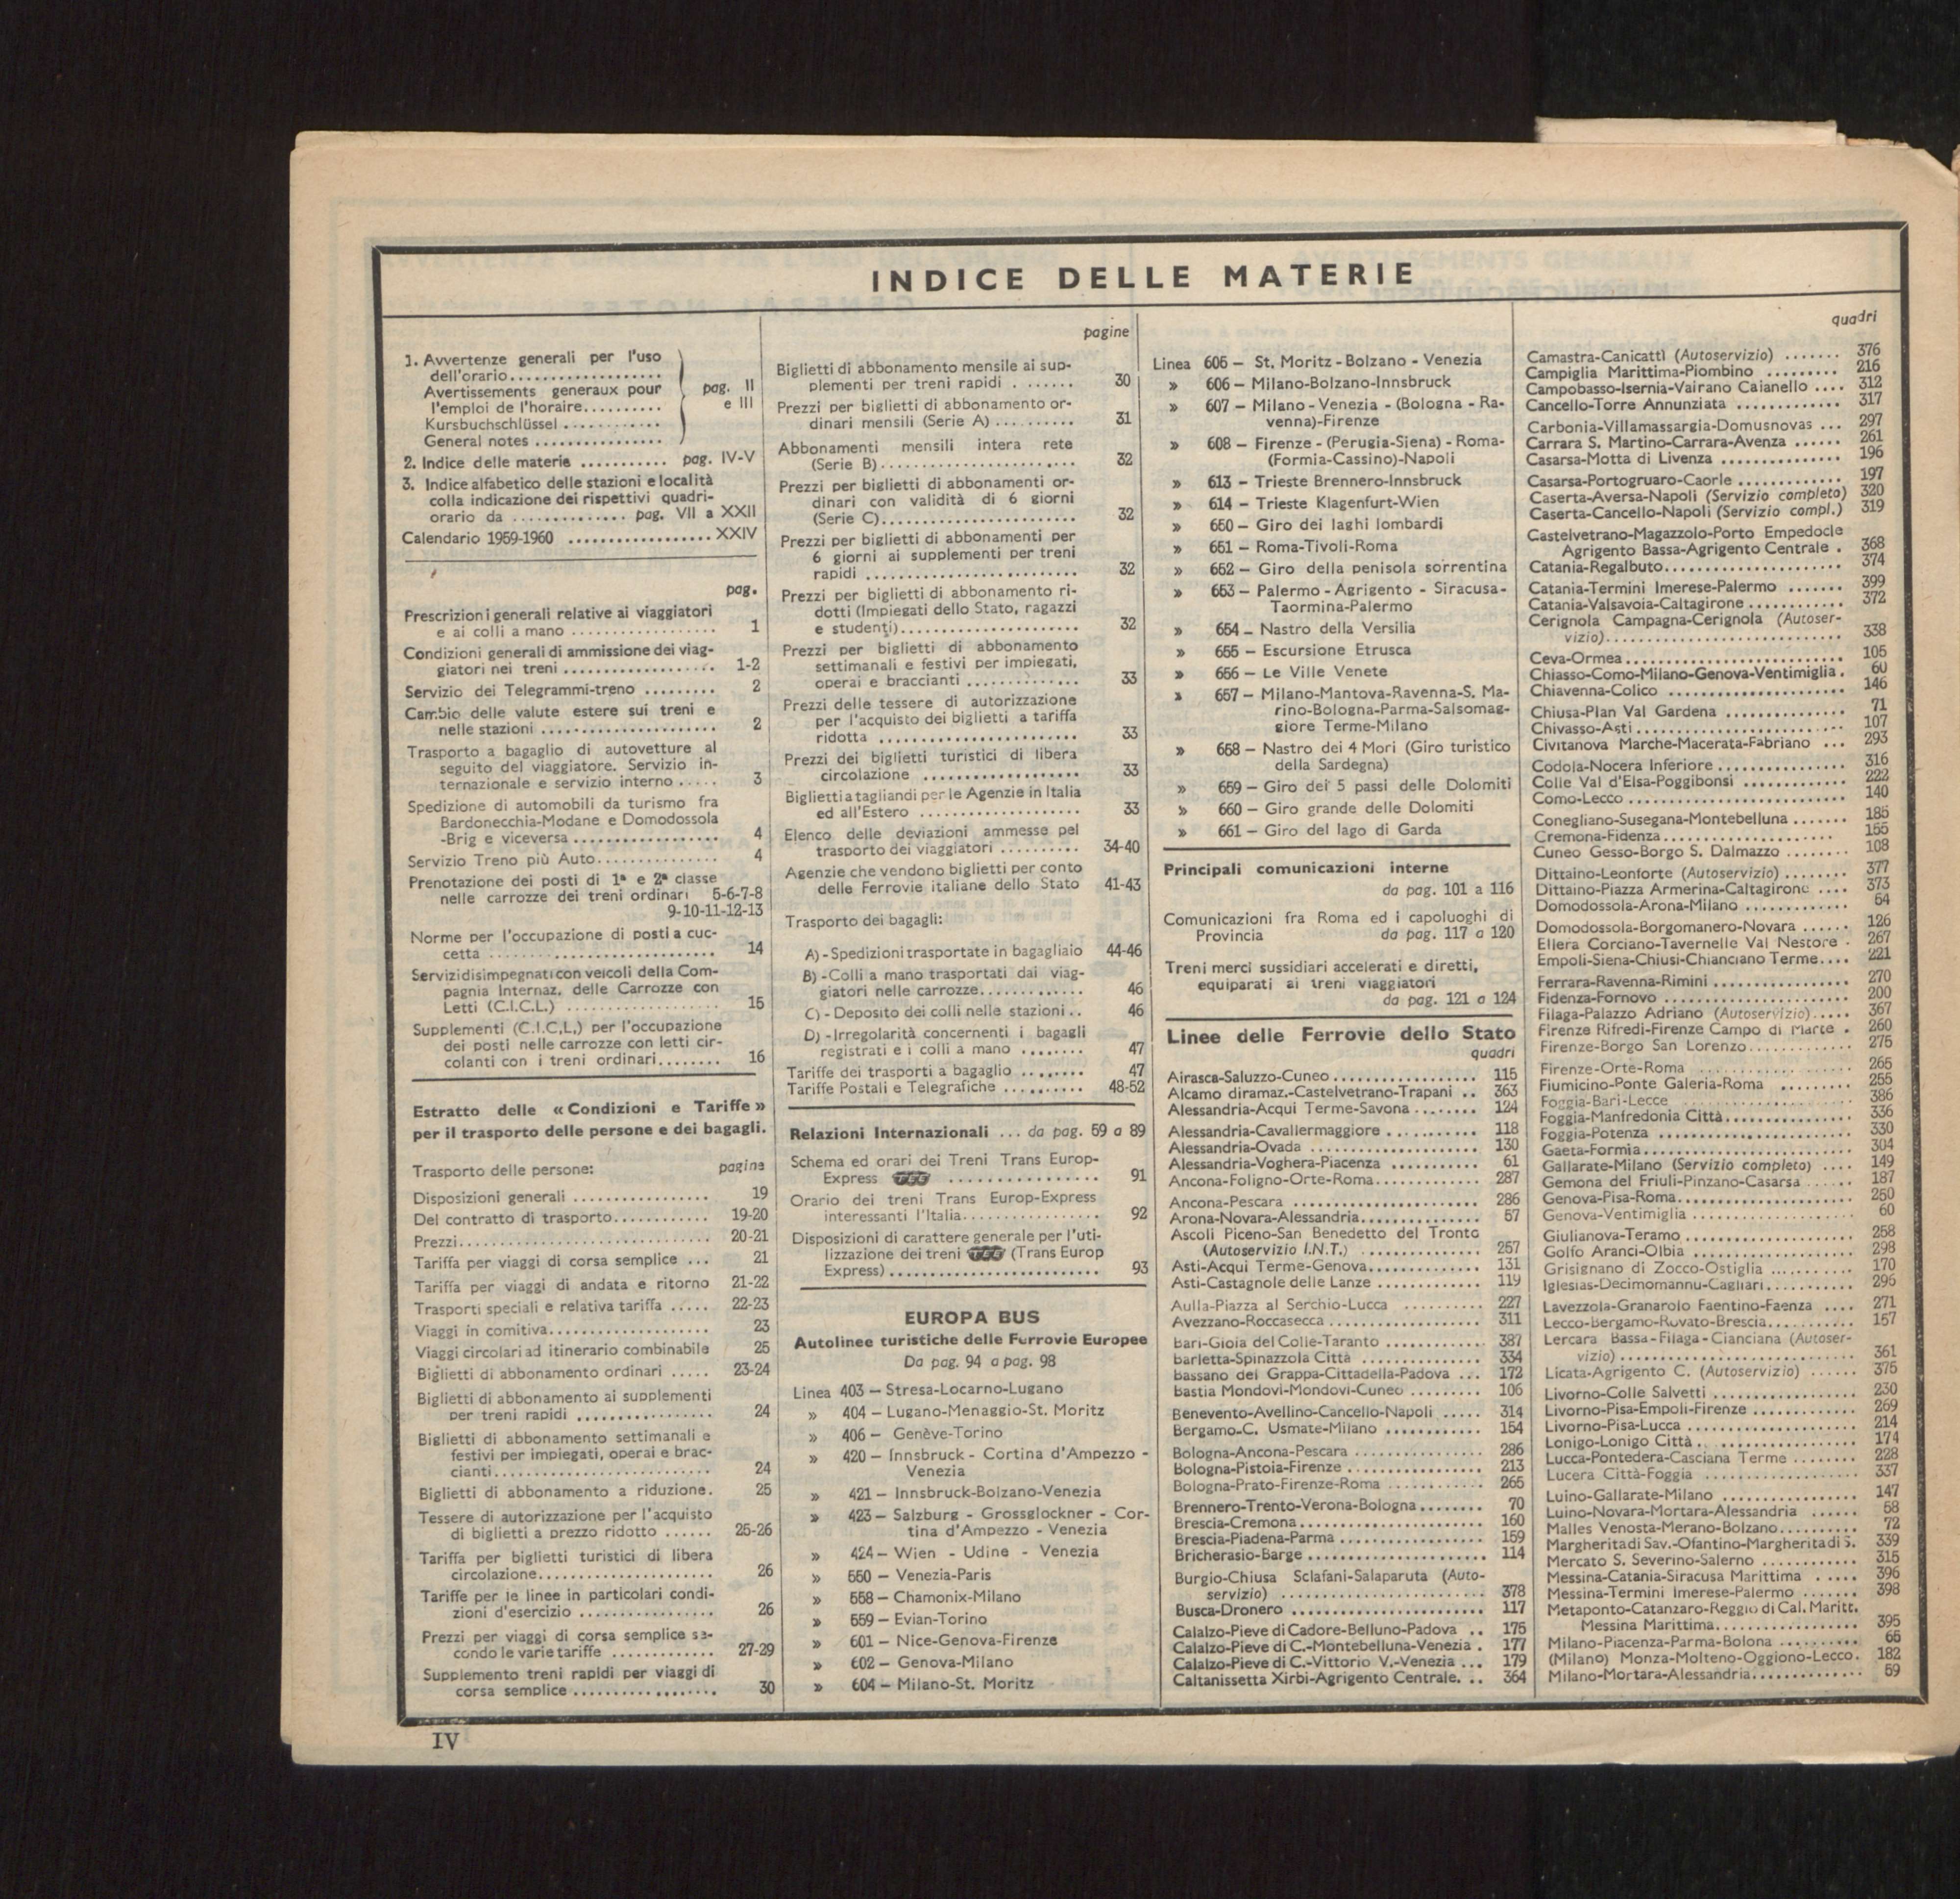 INDICE DELLE MATERIE
1. Avvertenze generali per l'uso
dell'orario..................
Avertissements generaux pour
l'emploi de l'horaire..........
Kursbuchschlüssel ............
General notes ...............
pag. II
e III
2. Indice delle materie ........... pag. IV-V
3. Indice alfabetico delle stazioni e località
colla indicazione dei rispettivi quadri-
orario da .............. pag. VII a XXII
Calendario 1959-1960 .................. XXIV
pag.
Prescrizioni generali relative ai viaggiatori
e ai colli a mano .................. 1
Condizioni generali di ammissione dei viag-
giatori nei treni .................. 1-2
Servizio dei Telegrammi-treno ......... 2
Cambio delle valute estere sui treni e
nelle stazioni .................. 2
Trasporto a bagaglio di autovetture al
seguito del viaggiatore. Servizio in-
ternazionale e servizio interno ..... 3
Spedizione di automobili da turismo fra
Bardonecchia-Modane e Domodossola
-Brig e viceversa ................ 4
Servizio Treno più Auto............... 4
Prenotazione dei posti di 1ª e 2ª classe
nelle carrozze dei treni ordinari 5-6-7-8
9-10-11-12-13
Norme per l'occupazione di posti a cuc-
cetta .......................... 14
Servizi disimpegnati con veicoli della Com-
pagnia Internaz. delle Carrozze con
Letti (C.I.C.L.) .................. 15
Supplementi (C.I.C.L.) per l'occupazione
dei posti nelle carrozze con letti cir-
colanti con i treni ordinari........ 16
Estratto delle «Condizioni e Tariffe»
per il trasporto delle persone e dei bagagli.
Trasporto delle persone: pagine
Disposizioni generali ................. 19
Del contratto di trasporto............ 19-20
Prezzi............................... 20-21
Tariffa per viaggi di corsa semplice ... 21
Tariffa per viaggi di andata e ritorno 21-22
Trasporti speciali e relativa tariffa ..... 22-23
Viaggi in comitiva.................... 23
Viaggi circolari ad itinerario combinabile 25
Biglietti di abbonamento ordinari ..... 23-24
Biglietti di abbonamento ai supplementi
per treni rapidi ................. 24
Biglietti di abbonamento settimanali e
festivi per impiegati, operai e brac-
cianti........................... 24
Biglietti di abbonamento a riduzione. 25
Tessere di autorizzazione per l'acquisto
di biglietti a prezzo ridotto ...... 25-26
Tariffa per biglietti turistici di libera
circolazione...................... 26
Tariffe per le linee in particolari condi-
zioni d'esercizio ................. 26
Prezzi per viaggi di corsa semplice se-
condo le varie tariffe ............. 27-29
Supplemento treni rapidi per viaggi di
corsa semplice .................. 30
pagine
Biglietti di abbonamento mensile ai sup-
plementi per treni rapidi . ....... 30
Prezzi per biglietti di abbonamento or-
dinari mensili (Serie A) .......... 31
Abbonamenti mensili intera rete
(Serie B)........................ 32
Prezzi per biglietti di abbonamenti or-
dinari con validità di 6 giorni
(Serie C)........................ 32
Prezzi per biglietti di abbonamenti per
6 giorni ai supplementi per treni
rapidi .......................... 32
Prezzi per biglietti di abbonamento ri-
dotti (Impiegati dello Stato, ragazzi
e studenti)...................... 32
Prezzi per biglietti di abbonamento
settimanali e festivi per impiegati,
operai e braccianti .............. 33
Prezzi delle tessere di autorizzazione
per l'acquisto dei biglietti a tariffa
ridotta ......................... 33
Prezzi dei biglietti turistici di libera
circolazione .................... 33
Biglietti a tagliandi per le Agenzie in Italia
ed all'Estero .................... 33
Elenco delle deviazioni ammesse pel
trasporto dei viaggiatori .......... 34-40
Agenzie che vendono biglietti per conto
delle Ferrovie italiane dello Stato 41-43
Trasporto dei bagagli:
A) - Spedizioni trasportate in bagagliaio 44-46
B) - Colli a mano trasportati dai viag-
giatori nelle carrozze............. 46
C) - Deposito dei colli nelle stazioni .. 46
D) - Irregolarità concernenti i bagagli
registrati e i colli a mano ........ 47
Tariffe dei trasporti a bagaglio ........ 47
Tariffe Postali e Telegrafiche .......... 48-52
Relazioni Internazionali ... da pag. 59 a 89
Schema ed orari dei Treni Trans Europ-
Express TEE ................... 91
Orario dei treni Trans Europ-Express
interessanti l'Italia................ 92
Disposizioni di carattere generale per l'uti-
lizzazione dei treni TEE (Trans Europ
Express) ......................... 93
EUROPA BUS
Autolinee turistiche delle Ferrovie Europee
Da pag. 94 a pag. 98
Linea 403 — Stresa-Locarno-Lugano
» 404 — Lugano-Menaggio-St. Moritz
» 406 — Genève-Torino
» 420 — Innsbruck - Cortina d'Ampezzo -
Venezia
» 421 — Innsbruck-Bolzano-Venezia
» 423 — Salzburg - Grossglockner - Cor-
tina d'Ampezzo - Venezia
» 424 — Wien - Udine - Venezia
» 550 — Venezia-Paris
» 558 — Chamonix-Milano
» 559 — Evian-Torino
» 601 — Nice-Genova-Firenze
» 602 — Genova-Milano
» 604 — Milano-St. Moritz
Linea 605 — St. Moritz - Bolzano - Venezia
» 606 — Milano-Bolzano-Innsbruck
» 607 — Milano - Venezia - (Bologna - Ra-
venna)-Firenze
» 608 — Firenze - (Perugia-Siena) - Roma-
(Formia-Cassino)-Napoli
» 613 — Trieste Brennero-Innsbruck
» 614 — Trieste Klagenfurt-Wien
» 650 — Giro dei laghi lombardi
» 651 — Roma-Tivoli-Roma
» 652 — Giro della penisola sorrentina
» 653 — Palermo - Agrigento - Siracusa-
Taormina-Palermo
» 654 — Nastro della Versilia
» 655 — Escursione Etrusca
» 656 — Le Ville Venete
» 657 — Milano-Mantova-Ravenna-S. Ma-
rino-Bologna-Parma-Salsomag-
giore Terme-Milano
» 658 — Nastro dei 4 Mori (Giro turistico
della Sardegna)
» 659 — Giro dei 5 passi delle Dolomiti
» 660 — Giro grande delle Dolomiti
» 661 — Giro del lago di Garda
Principali comunicazioni interne
da pag. 101 a 116
Comunicazioni fra Roma ed i capoluoghi di
Provincia da pag. 117 a 120
Treni merci sussidiari accelerati e diretti,
equiparati ai treni viaggiatori
da pag. 121 a 124
Linee delle Ferrovie dello Stato
quadri
Airasca-Saluzzo-Cuneo .................. 115
Alcamo diramaz.-Castelvetrano-Trapani .. 363
Alessandria-Acqui Terme-Savona ........ 124
Alessandria-Cavallermaggiore ........... 118
Alessandria-Ovada ..................... 130
Alessandria-Voghera-Piacenza ........... 61
Ancona-Foligno-Orte-Roma............. 287
Ancona-Pescara ....................... 286
Arona-Novara-Alessandria............... 57
Ascoli Piceno-San Benedetto del Tronto
(Autoservizio I.N.T.) ............... 257
Asti-Acqui Terme-Genova.............. 131
Asti-Castagnole delle Lanze ............. 119
Aulla-Piazza al Serchio-Lucca .......... 227
Avezzano-Roccasecca ................... 311
Bari-Gioia del Colle-Taranto ............ 387
Barletta-Spinazzola Città ............... 334
Bassano del Grappa-Cittadella-Padova ... 172
Bastia Mondovì-Mondovì-Cuneo ......... 106
Benevento-Avellino-Cancello-Napoli ..... 314
Bergamo-C. Usmate-Milano ............ 154
Bologna-Ancona-Pescara ................ 286
Bologna-Pistoia-Firenze ................ 213
Bologna-Prato-Firenze-Roma ............ 265
Brennero-Trento-Verona-Bologna ........ 70
Brescia-Cremona....................... 160
Brescia-Piadena-Parma .................. 159
Bricherasio-Barge ...................... 114
Burgio-Chiusa Sclafani-Salaparuta (Auto-
servizio) ......................... 378
Busca-Dronero ........................ 117
Calalzo-Pieve di Cadore-Belluno-Padova .. 175
Calalzo-Pieve di C.-Montebelluna-Venezia . 177
Calalzo-Pieve di C.-Vittorio V.-Venezia ... 179
Caltanissetta Xirbi-Agrigento Centrale. .. 364
quadri
Camastra-Canicattì (Autoservizio) ....... 376
Campiglia Marittima-Piombino ......... 216
Campobasso-Isernia-Vairano Caianello .... 312
Cancello-Torre Annunziata ............. 317
Carbonia-Villamassargia-Domusnovas ... 297
Carrara S. Martino-Carrara-Avenza ...... 261
Casarsa-Motta di Livenza ............... 196
Casarsa-Portogruaro-Caorle ............. 197
Caserta-Aversa-Napoli (Servizio completo) 320
Caserta-Cancello-Napoli (Servizio compl.) 319
Castelvetrano-Magazzolo-Porto Empedocle
Agrigento Bassa-Agrigento Centrale . 368
Catania-Regalbuto...................... 374
Catania-Termini Imerese-Palermo ....... 399
Catania-Valsavoia-Caltagirone ............ 372
Cerignola Campagna-Cerignola (Autoser-
vizio)............................. 338
Ceva-Ormea ........................... 105
Chiasso-Como-Milano-Genova-Ventimiglia . 60
Chiavenna-Colico ...................... 146
Chiusa-Plan Val Gardena ............... 71
Chivasso-Asti .......................... 107
Civitanova Marche-Macerata-Fabriano ... 293
Codola-Nocera Inferiore ................ 316
Colle Val d'Elsa-Poggibonsi ............. 222
Como-Lecco ........................... 140
Conegliano-Susegana-Montebelluna ....... 185
Cremona-Fidenza ...................... 155
Cuneo Gesso-Borgo S. Dalmazzo ........ 108
Dittaino-Leonforte (Autoservizio) ........ 377
Dittaino-Piazza Armerina-Caltagirone .... 373
Domodossola-Arona-Milano ............. 54
Domodossola-Borgomanero-Novara ...... 126
Ellera Corciano-Tavernelle Val Nestore . 267
Empoli-Siena-Chiusi-Chianciano Terme.... 221
Ferrara-Ravenna-Rimini ................. 270
Fidenza-Fornovo ....................... 200
Filaga-Palazzo Adriano (Autoservizio)..... 367
Firenze Rifredi-Firenze Campo di Marte . 260
Firenze-Borgo San Lorenzo............. 275
Firenze-Orte-Roma .................... 265
Fiumicino-Ponte Galeria-Roma ......... 255
Foggia-Bari-Lecce ...................... 386
Foggia-Manfredonia Città................ 336
Foggia-Potenza ........................ 330
Gaeta-Formia .......................... 304
Gallarate-Milano (Servizio completo) .... 149
Gemona del Friuli-Pinzano-Casarsa ...... 187
Genova-Pisa-Roma...................... 250
Genova-Ventimiglia .................... 60
Giulianova-Teramo ..................... 258
Golfo Aranci-Olbia .................... 298
Grisignano di Zocco-Ostiglia ........... 170
Iglesias-Decimomannu-Cagliari........... 296
Lavezzola-Granarolo Faentino-Faenza .... 271
Lecco-Bergamo-Rovato-Brescia........... 157
Lercara Bassa-Filaga-Cianciana (Autoser-
vizio) ............................ 361
Licata-Agrigento C. (Autoservizio) ...... 375
Livorno-Colle Salvetti .................. 230
Livorno-Pisa-Empoli-Firenze ............. 269
Livorno-Pisa-Lucca ..................... 214
Lonigo-Lonigo Città .................... 174
Lucca-Pontedera-Casciana Terme ........ 228
Lucera Città-Foggia ................... 337
Luino-Gallarate-Milano ................. 147
Luino-Novara-Mortara-Alessandria ...... 58
Malles Venosta-Merano-Bolzano.......... 72
Margherita di Sav.-Ofantino-Margherita di S. 339
Mercato S. Severino-Salerno ............ 315
Messina-Catania-Siracusa Marittima ..... 396
Messina-Termini Imerese-Palermo ....... 398
Metaponto-Catanzaro-Reggio di Cal. Maritt.
Messina Marittima.................. 395
Milano-Piacenza-Parma-Bolona .......... 66
(Milano) Monza-Molteno-Oggiono-Lecco. 182
Milano-Mortara-Alessandria.............. 59
IV